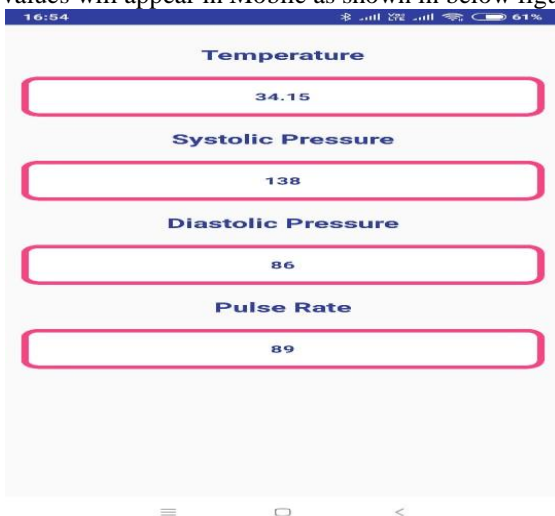 values will appear in Mobile as shown in below figu
16:54 61%
Temperature
34.15
Systolic Pressure
138
Diastolic Pressure
86
Pulse Rate
89